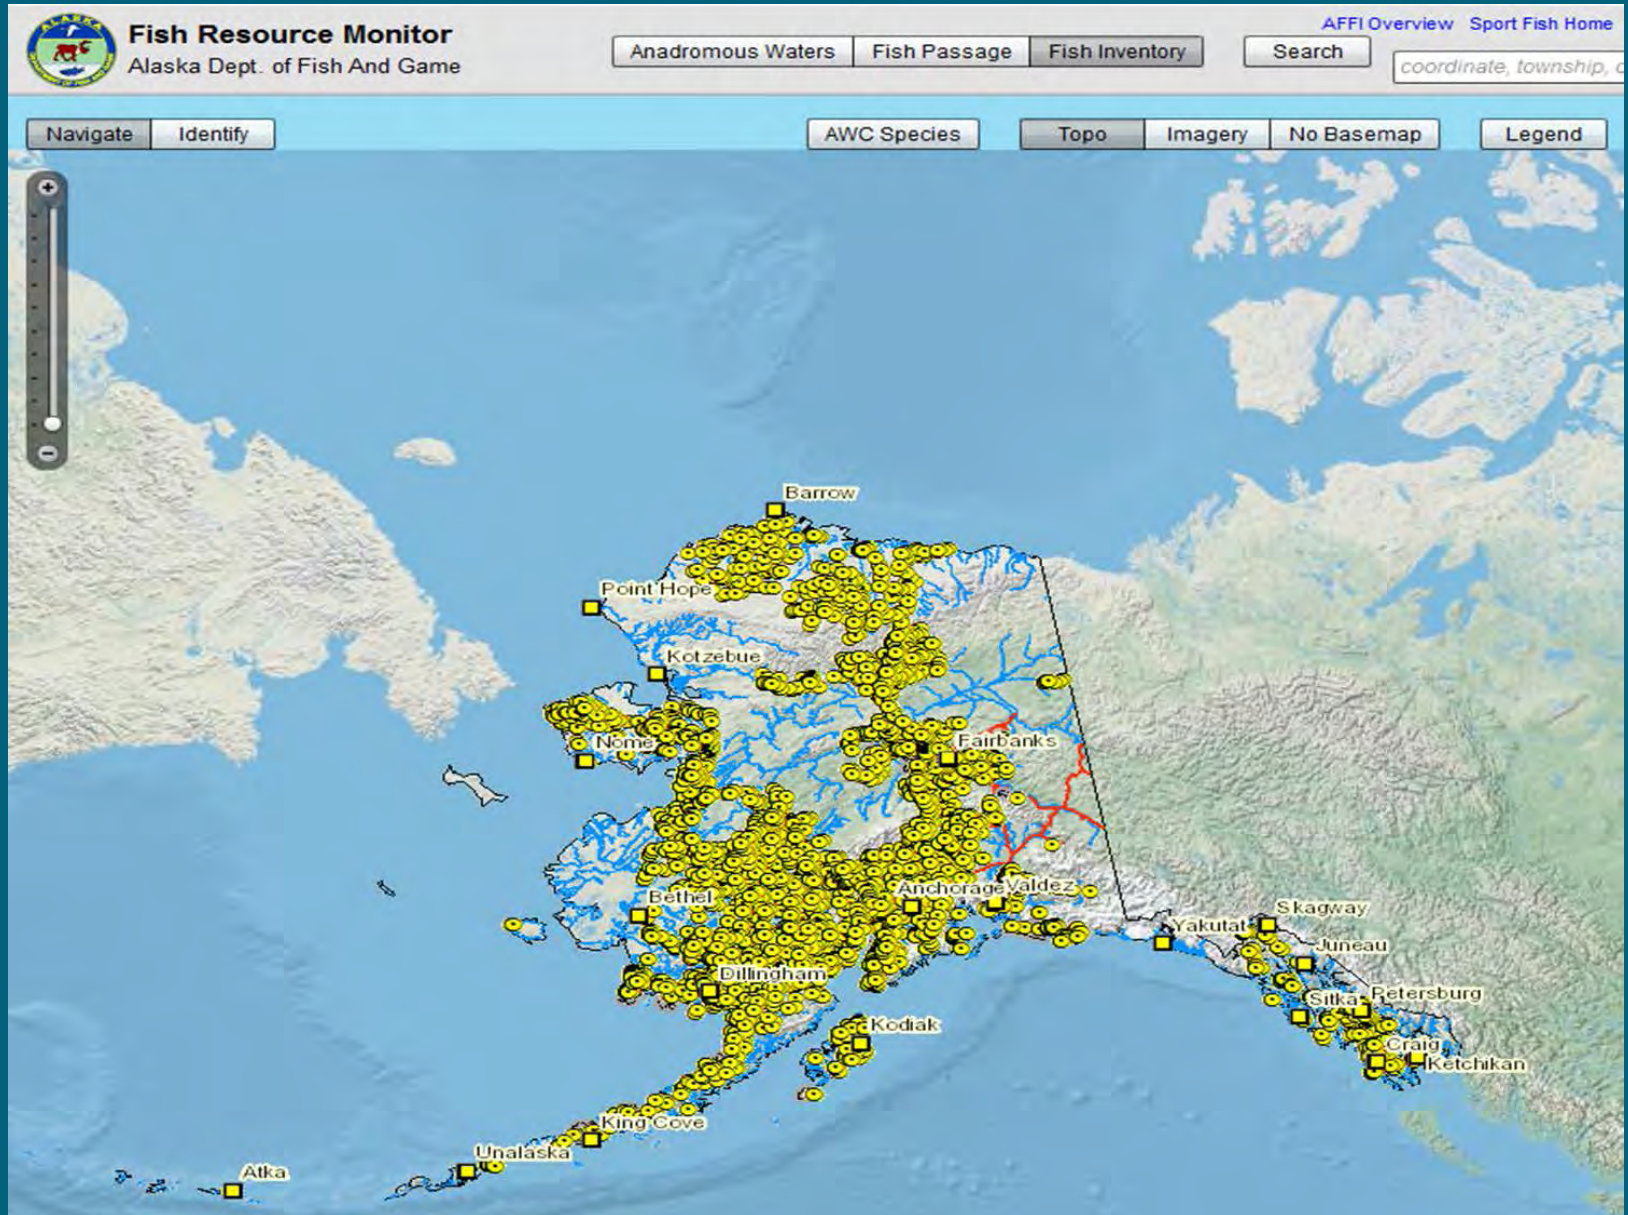 AFFI Overview Sport Fish Home
Fish Resource Monitor
Alaska Dept. of Fish And Game
Anadromous Waters Fish Passage Fish Inventory Search
coordinate, township,
Navigate Identify AWC Species Topo Imagery No Basemap Legend
Barrow
Point Hope
Kotzebue
Nome
Fairbanks
Bethel
Anchorage Valdez
Skagway
Yakutat
Juneau
Dillingham
Sitka Petersburg
Kodiak
Craig
Ketchikan
King Cove
Unalaska
Atka